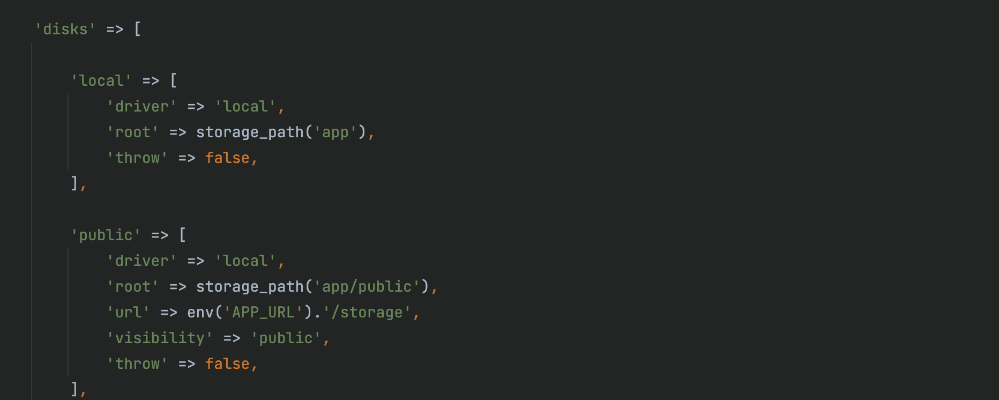 'disks' => [
'local' => [
'driver' => 'local',
'root' => storage_path('app'),
'throw' => false,
],
'public' => [
'driver' => 'local',
'root' => storage_path('app/public'),
'url' => env('APP_URL').'/storage',
'visibility' => 'public',
'throw' => false,
],